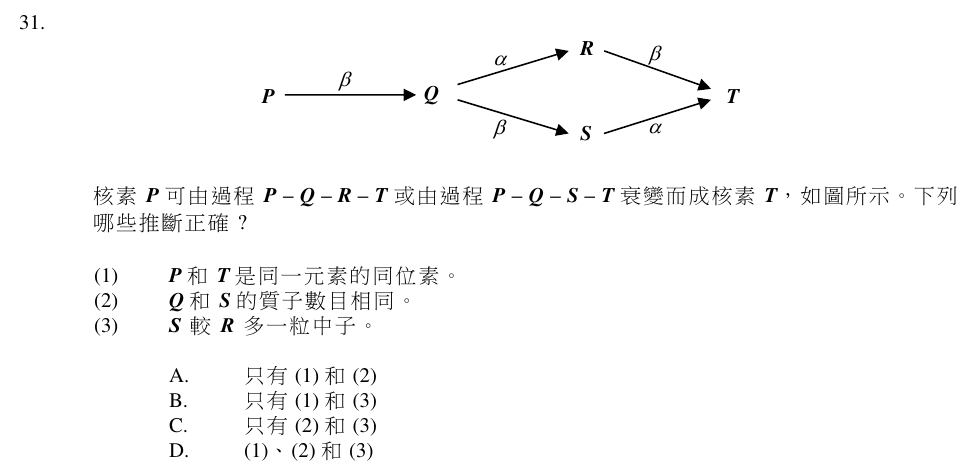 31.
R
α
β
β
P
Q
T
β
α
S
核素 P 可由過程 P – Q – R – T 或由過程 P – Q – S – T 衰變而成核素 T，如圖所示。下列
哪些推斷正確？
(1) P 和 T 是同一元素的同位素。
(2) Q 和 S 的質子數目相同。
(3) S 較 R 多一粒中子。
A. 只有 (1) 和 (2)
B. 只有 (1) 和 (3)
C. 只有 (2) 和 (3)
D. (1)、(2) 和 (3)